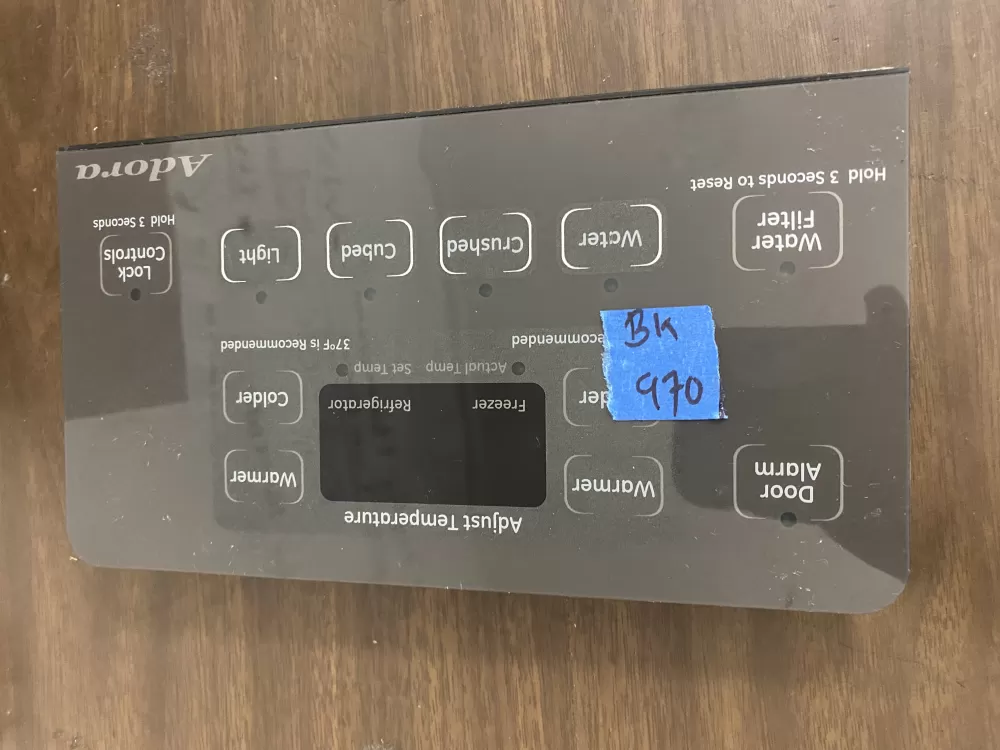 Adjust Temperature
Door
Alarm
Warmer
Warmer
Freezer
Refrigerator
Colder
Actual Temp
Set Temp
Recommended
37°F is Recommended
BK
970
Water
Filter
Hold 3 Seconds to Reset
Water
Crushed
Cubed
Light
Lock
Controls
Hold 3 Seconds
Adora